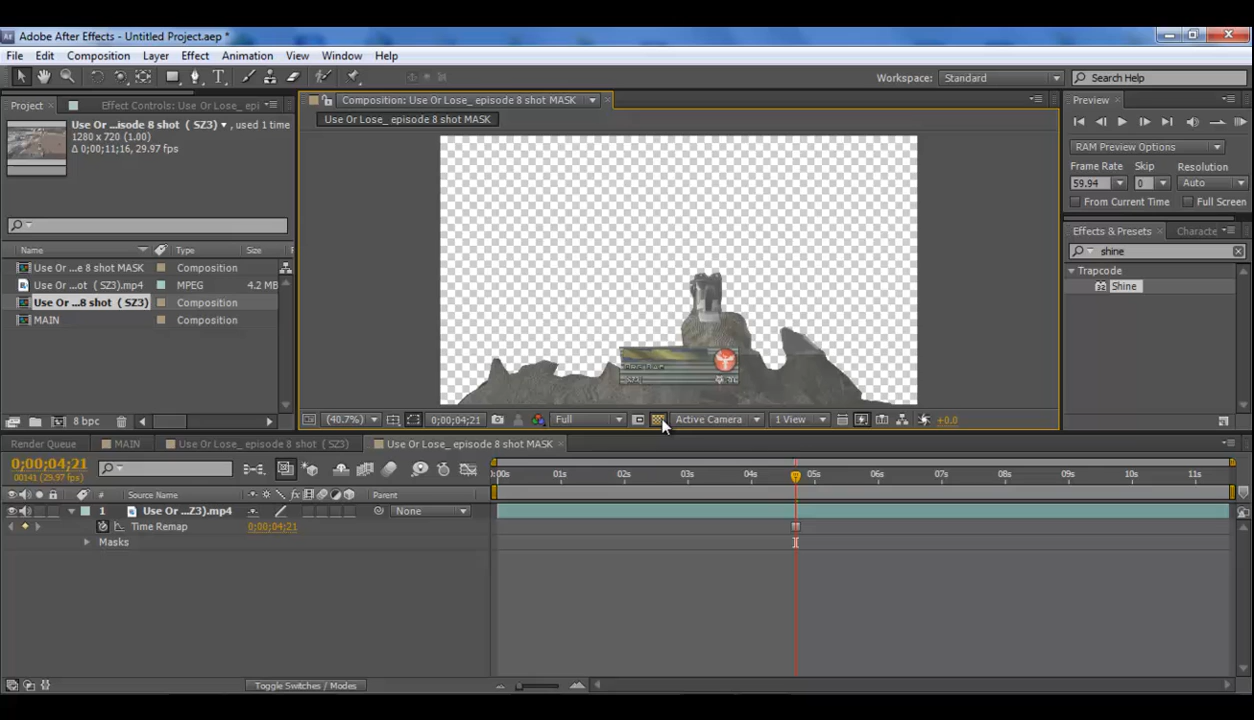 Adobe After Effects - Untitled Project.aep *
File Edit Composition Layer Effect Animation View Window Help
Workspace: Standard Search Help
Project Effect Controls: Use Or Lose_ epi
Use Or ...isode 8 shot ( SZ3) , used 1 time
1280 x 720 (1.00)
Δ 0;00;11;16, 29.97 fps
Name Type Size
Use Or ...e 8 shot MASK Composition
Use Or ...ot ( SZ3).mp4 MPEG 4.2 MB
Use Or ...8 shot ( SZ3) Composition
MAIN Composition
8 bpc
Composition: Use Or Lose_ episode 8 shot MASK
Use Or Lose_ episode 8 shot MASK
(40.7%) 0;00;04;21 Full Active Camera 1 View +0.0
Preview
RAM Preview Options
Frame Rate Skip Resolution
59.94 0 Auto
From Current Time Full Screen
Effects & Presets Characte
shine
Trapcode
Shine
Render Queue MAIN Use Or Lose_ episode 8 shot ( SZ3) Use Or Lose_ episode 8 shot MASK
0;00;04;21
00141 (29.97 fps)
:00s 01s 02s 03s 04s 05s 06s 07s 08s 09s 10s 11s
# Source Name fx Parent
1 Use Or ...Z3).mp4 None
Time Remap 0;00;04;21
Masks
Toggle Switches / Modes